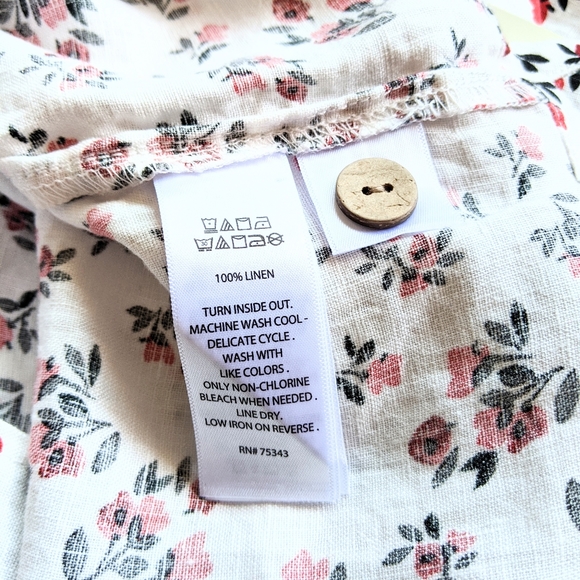 100% LINEN
TURN INSIDE OUT.
MACHINE WASH COOL -
DELICATE CYCLE .
WASH WITH
LIKE COLORS .
ONLY NON-CHLORINE
BLEACH WHEN NEEDED .
LINE DRY.
LOW IRON ON REVERSE .
RN# 75343